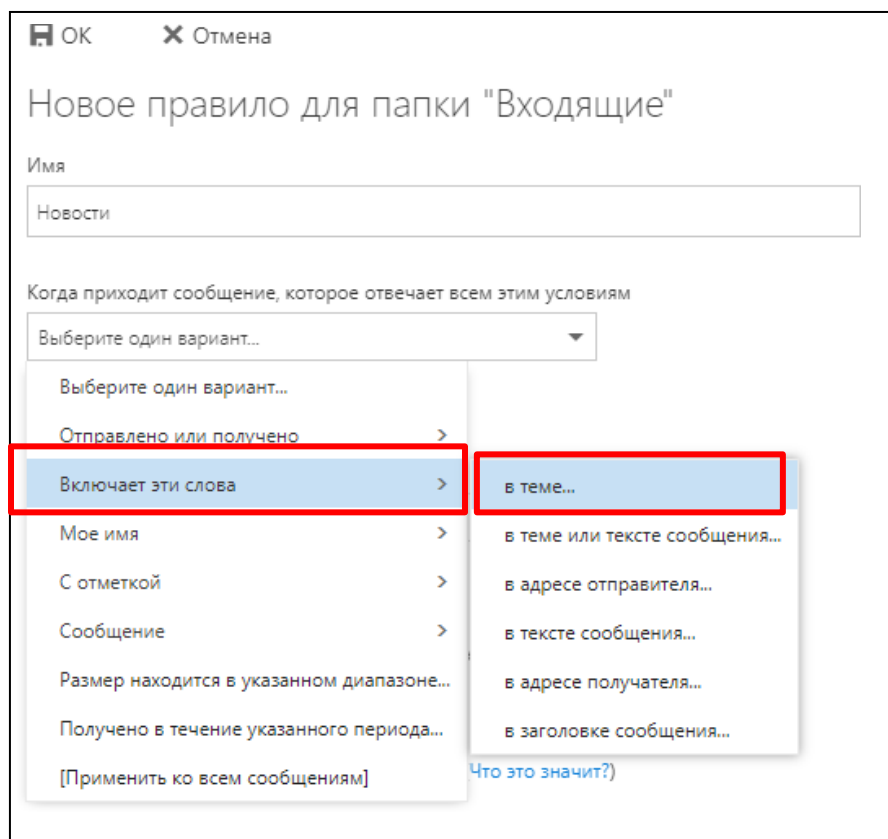 ОК Отмена
Новое правило для папки "Входящие"
Имя
Новости
Когда приходит сообщение, которое отвечает всем этим условиям
Выберите один вариант...
Выберите один вариант...
Отправлено или получено
Включает эти слова
Мое имя
С отметкой
Сообщение
Размер находится в указанном диапазоне...
Получено в течение указанного периода...
[Применить ко всем сообщениям]
в теме...
в теме или тексте сообщения...
в адресе отправителя...
в тексте сообщения...
в адресе получателя...
в заголовке сообщения...
Что это значит?)